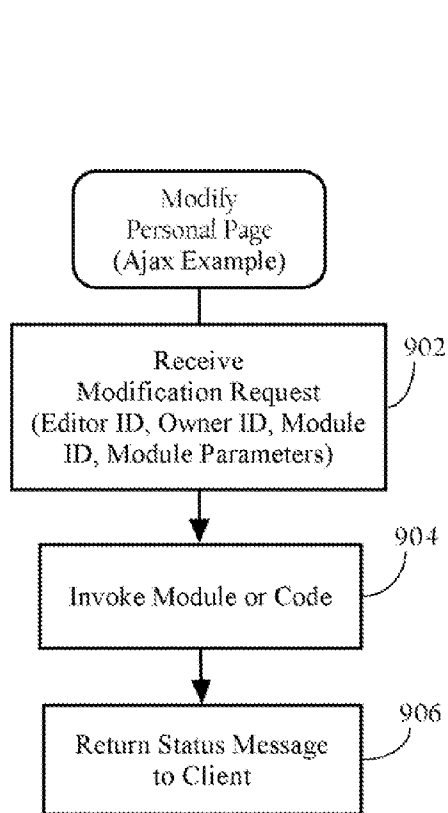 Modify
Personal Page
(Ajax Example)
902
Receive
Modification Request
(Editor ID, Owner ID, Module
ID, Module Parameters)
904
Invoke Module or Code
906
Return Status Message
to Client